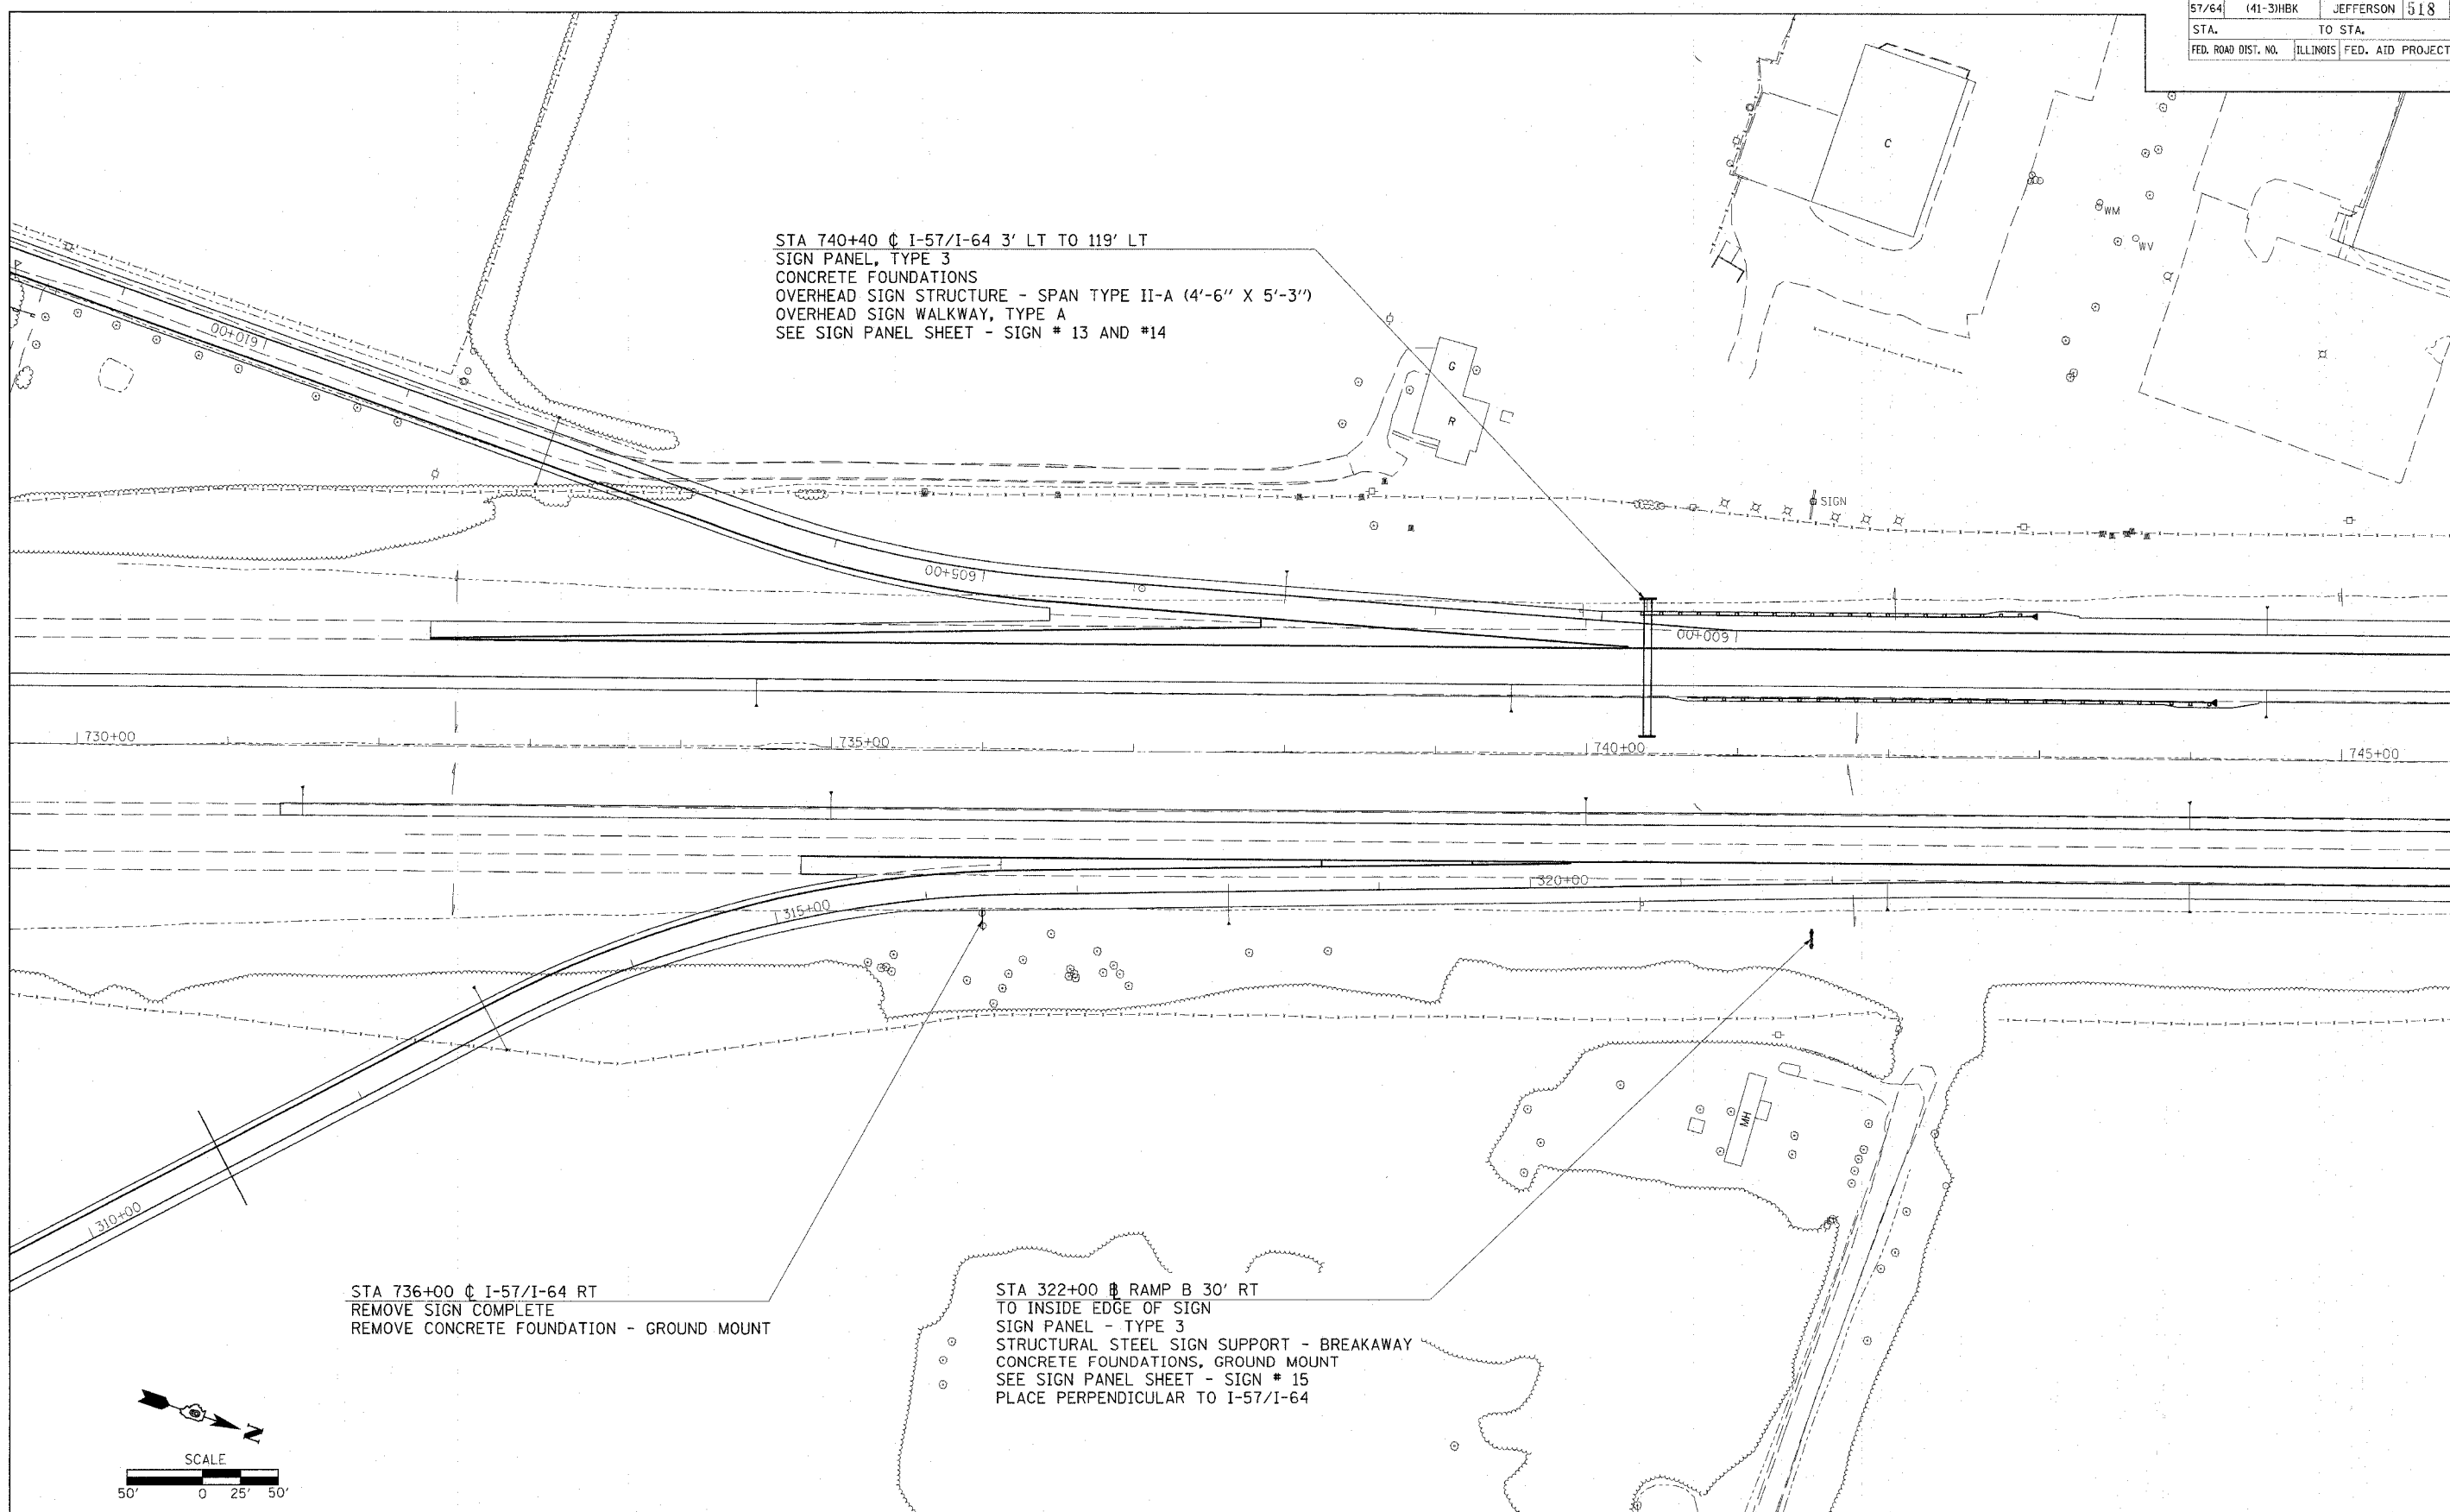 57/64 (41-3)HBK JEFFERSON 518
STA. TO STA.
FED. ROAD DIST. NO. ILLINOIS FED. AID PROJECT
C
WM
WV
STA 740+40 ℄ I-57/I-64 3' LT TO 119' LT
SIGN PANEL, TYPE 3
CONCRETE FOUNDATIONS
OVERHEAD SIGN STRUCTURE - SPAN TYPE II-A (4'-6'' X 5'-3'')
OVERHEAD SIGN WALKWAY, TYPE A
SEE SIGN PANEL SHEET - SIGN # 13 AND #14
610+00
G
R
SIGN
605+00
600+00
730+00
735+00
740+00
745+00
320+00
315+00
MH
310+00
STA 736+00 ℄ I-57/I-64 RT
REMOVE SIGN COMPLETE
REMOVE CONCRETE FOUNDATION - GROUND MOUNT
STA 322+00 BL RAMP B 30' RT
TO INSIDE EDGE OF SIGN
SIGN PANEL - TYPE 3
STRUCTURAL STEEL SIGN SUPPORT - BREAKAWAY
CONCRETE FOUNDATIONS, GROUND MOUNT
SEE SIGN PANEL SHEET - SIGN # 15
PLACE PERPENDICULAR TO I-57/I-64
N
SCALE
50' 0 25' 50'